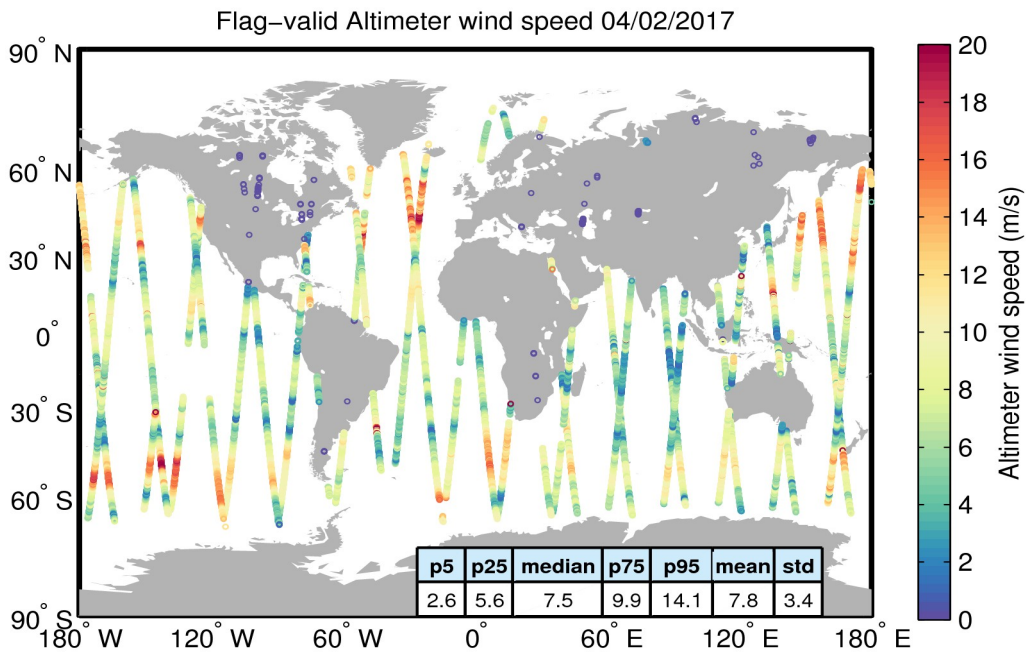 Flag−valid Altimeter wind speed 04/02/2017
90° N
60° N
30° N
0°
30° S
60° S
90° S
180° W
120° W
60° W
0°
60° E
120° E
180° E
p5 p25 median p75 p95 mean std
2.6 5.6 7.5 9.9 14.1 7.8 3.4
20
18
16
14
12
10
8
6
4
2
0
Altimeter wind speed (m/s)